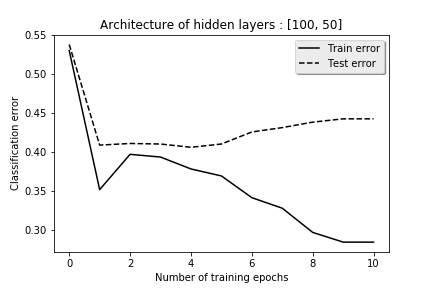 Architecture of hidden layers : [100, 50]
Train error
Test error
Classification error
0.55
0.50
0.45
0.40
0.35
0.30
0 2 4 6 8 10
Number of training epochs